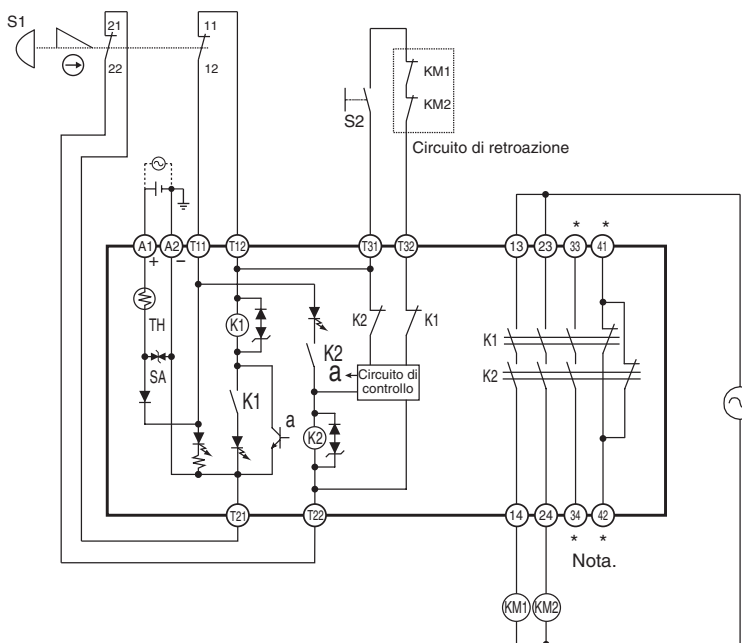 S1
21
11
22
12
KM1
KM2
S2
Circuito di retroazione
A1
A2
T11
T12
T31
T32
13
23
33
41
*
*
+
−
TH
SA
K1
K1
a
K2
K2
K2
K1
a
Circuito di
controllo
K1
K2
T21
T22
14
24
34
42
*
*
Nota.
KM1
KM2